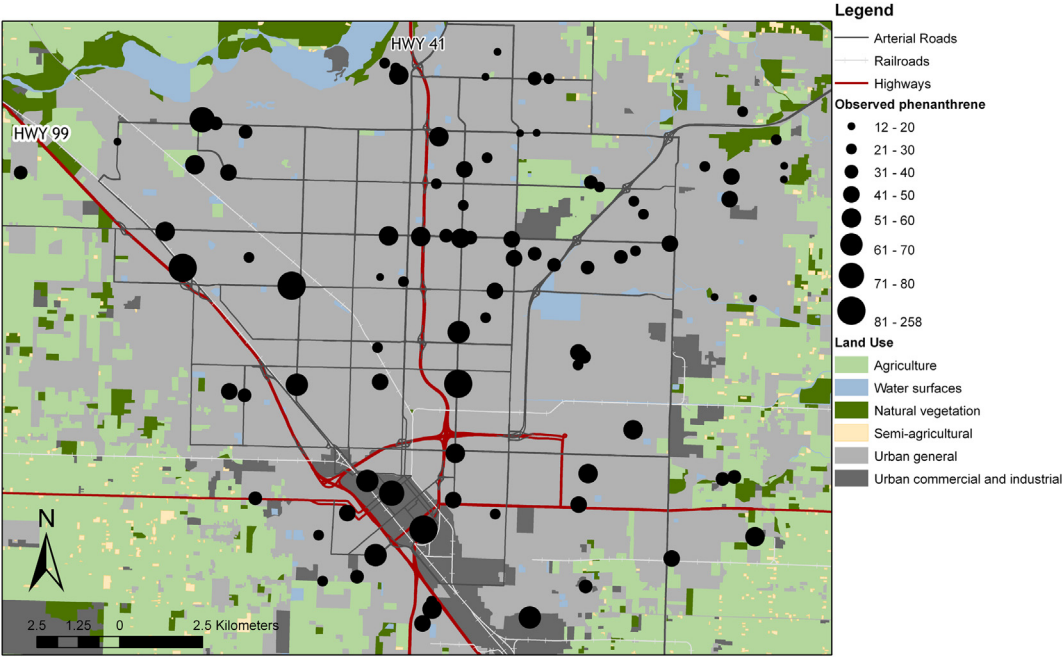 HWY 41
HWY 99
N
2.5 1.25 0 2.5 Kilometers
Legend
Arterial Roads
Railroads
Highways
Observed phenanthrene
12 - 20
21 - 30
31 - 40
41 - 50
51 - 60
61 - 70
71 - 80
81 - 258
Land Use
Agriculture
Water surfaces
Natural vegetation
Semi-agricultural
Urban general
Urban commercial and industrial